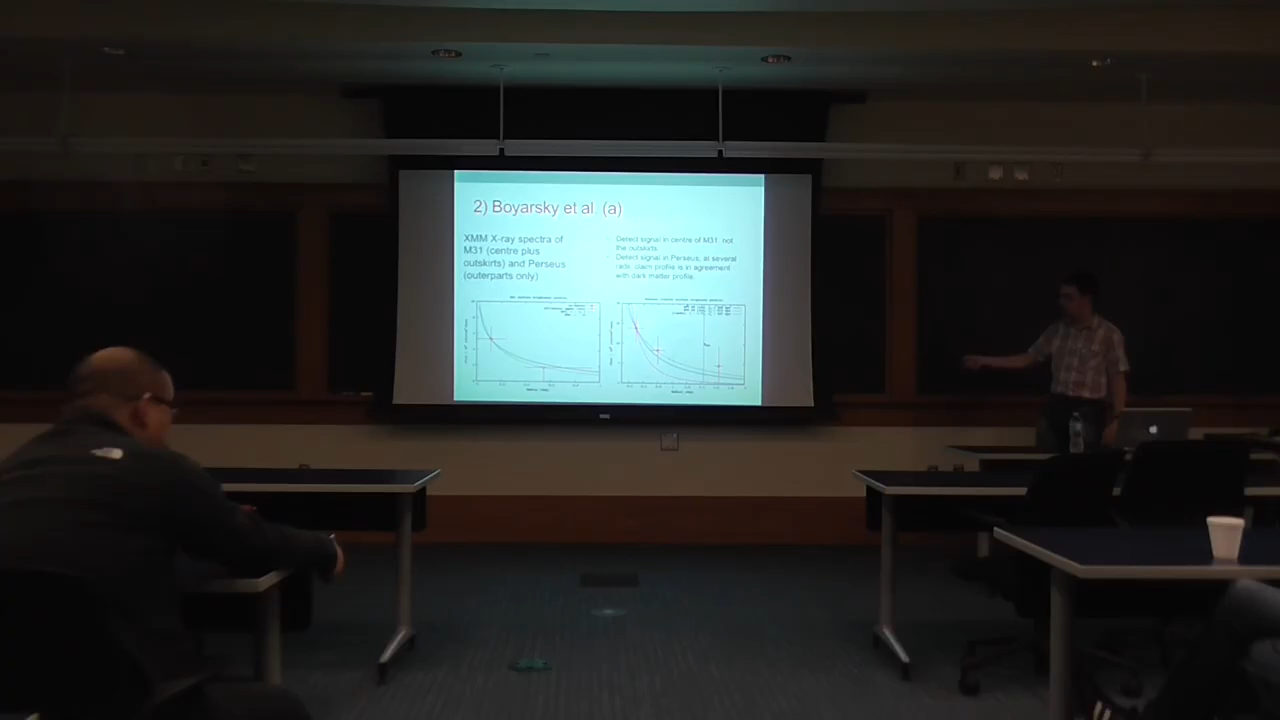 2) Boyarsky et al. (a)
XMM X-ray spectra of
M31 (centre plus
outskirts) and Perseus
(outerparts only)
Detect signal in centre of M31, not
the outskirts.
Detect signal in Perseus, at several
radii, claim profile is in agreement
with dark matter profile.